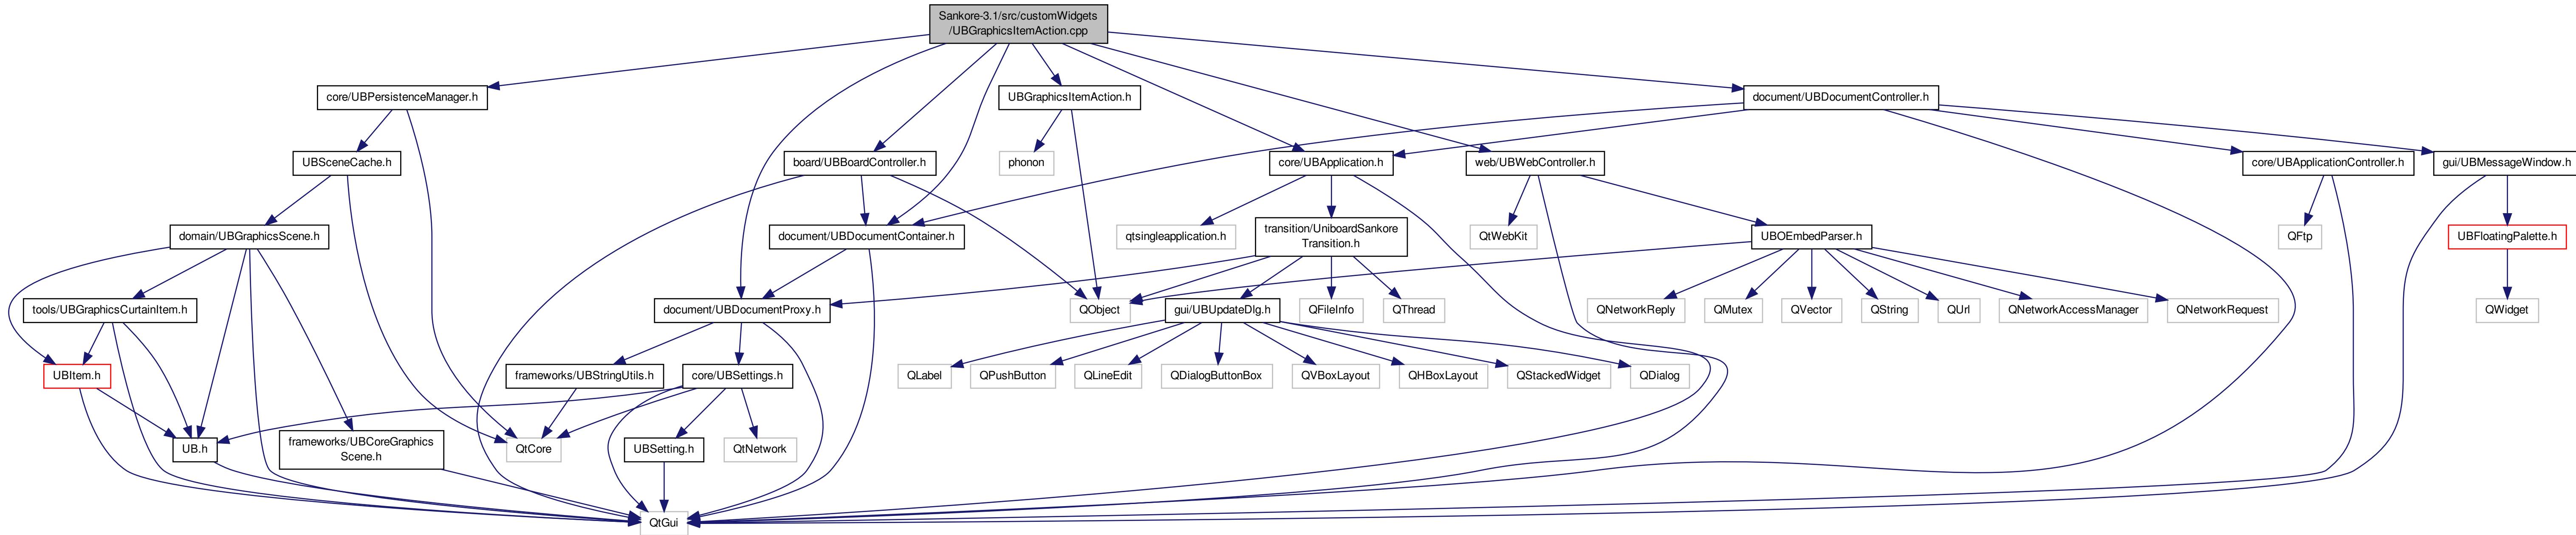 Sankore-3.1/src/customWidgets
/UBGraphicsItemAction.cpp
core/UBPersistenceManager.h
UBGraphicsItemAction.h
document/UBDocumentController.h
UBSceneCache.h
board/UBBoardController.h
phonon
core/UBApplication.h
web/UBWebController.h
core/UBApplicationController.h
gui/UBMessageWindow.h
domain/UBGraphicsScene.h
document/UBDocumentContainer.h
qtsingleapplication.h
transition/UniboardSankore
Transition.h
QtWebKit
UBOEmbedParser.h
QFtp
UBFloatingPalette.h
tools/UBGraphicsCurtainItem.h
document/UBDocumentProxy.h
QObject
gui/UBUpdateDlg.h
QFileInfo
QThread
QNetworkReply
QMutex
QVector
QString
QUrl
QNetworkAccessManager
QNetworkRequest
QWidget
UBItem.h
frameworks/UBStringUtils.h
core/UBSettings.h
QLabel
QPushButton
QLineEdit
QDialogButtonBox
QVBoxLayout
QHBoxLayout
QStackedWidget
QDialog
UB.h
frameworks/UBCoreGraphics
Scene.h
QtCore
UBSetting.h
QtNetwork
QtGui